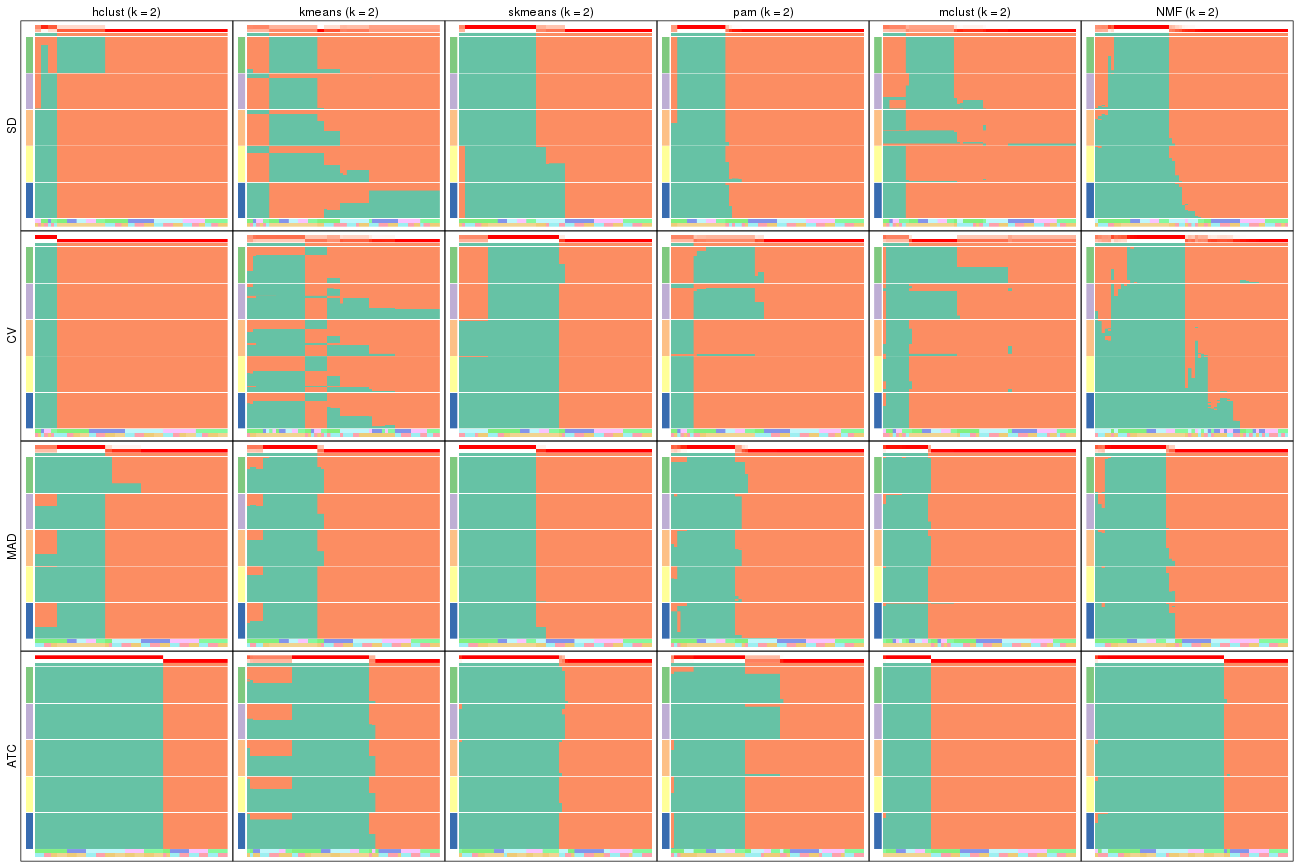 hclust (k = 2) kmeans (k = 2) skmeans (k = 2) pam (k = 2) mclust (k = 2) NMF (k = 2)
SD
CV
MAD
ATC